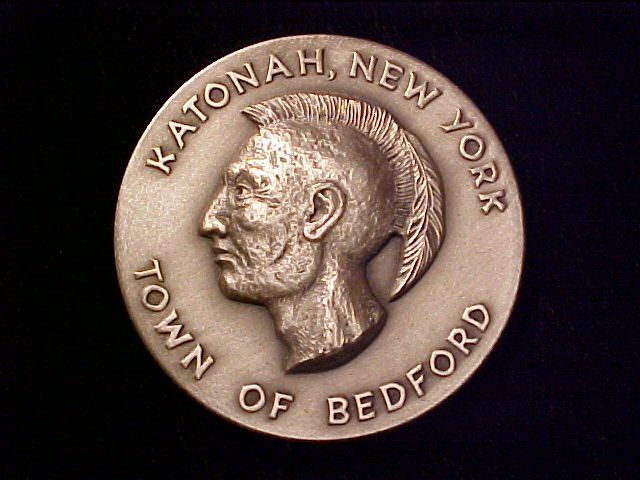 KATONAH, NEW YORK
TOWN OF BEDFORD